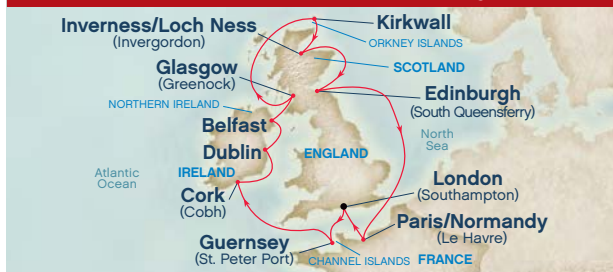 Inverness/Loch Ness
(Invergordon)
Kirkwall
ORKNEY ISLANDS
Glasgow
(Greenock)
SCOTLAND
Edinburgh
(South Queensferry)
NORTHERN IRELAND
Belfast
Dublin
ENGLAND
North
Sea
Atlantic
Ocean
IRELAND
Cork
(Cobh)
London
(Southampton)
Paris/Normandy
(Le Havre)
Guernsey
(St. Peter Port)
CHANNEL ISLANDS
FRANCE